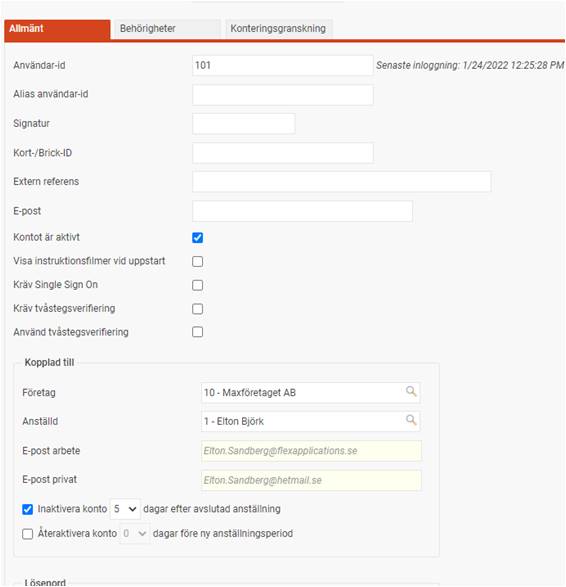 Allmänt Behörigheter Konteringsgranskning
Användar-id 101 Senaste inloggning: 1/24/2022 12:25:28 PM
Alias användar-id
Signatur
Kort-/Brick-ID
Extern referens
E-post
Kontot är aktivt
Visa instruktionsfilmer vid uppstart
Kräv Single Sign On
Kräv tvåstegsverifiering
Använd tvåstegsverifiering
Kopplad till
Företag 10 - Maxföretaget AB
Anställd 1 - Elton Björk
E-post arbete Elton.Sandberg@flexapplications.se
E-post privat Elton.Sandberg@hetmail.se
Inaktivera konto 5 dagar efter avslutad anställning
Återaktivera konto 0 dagar före ny anställningsperiod
Lösenord